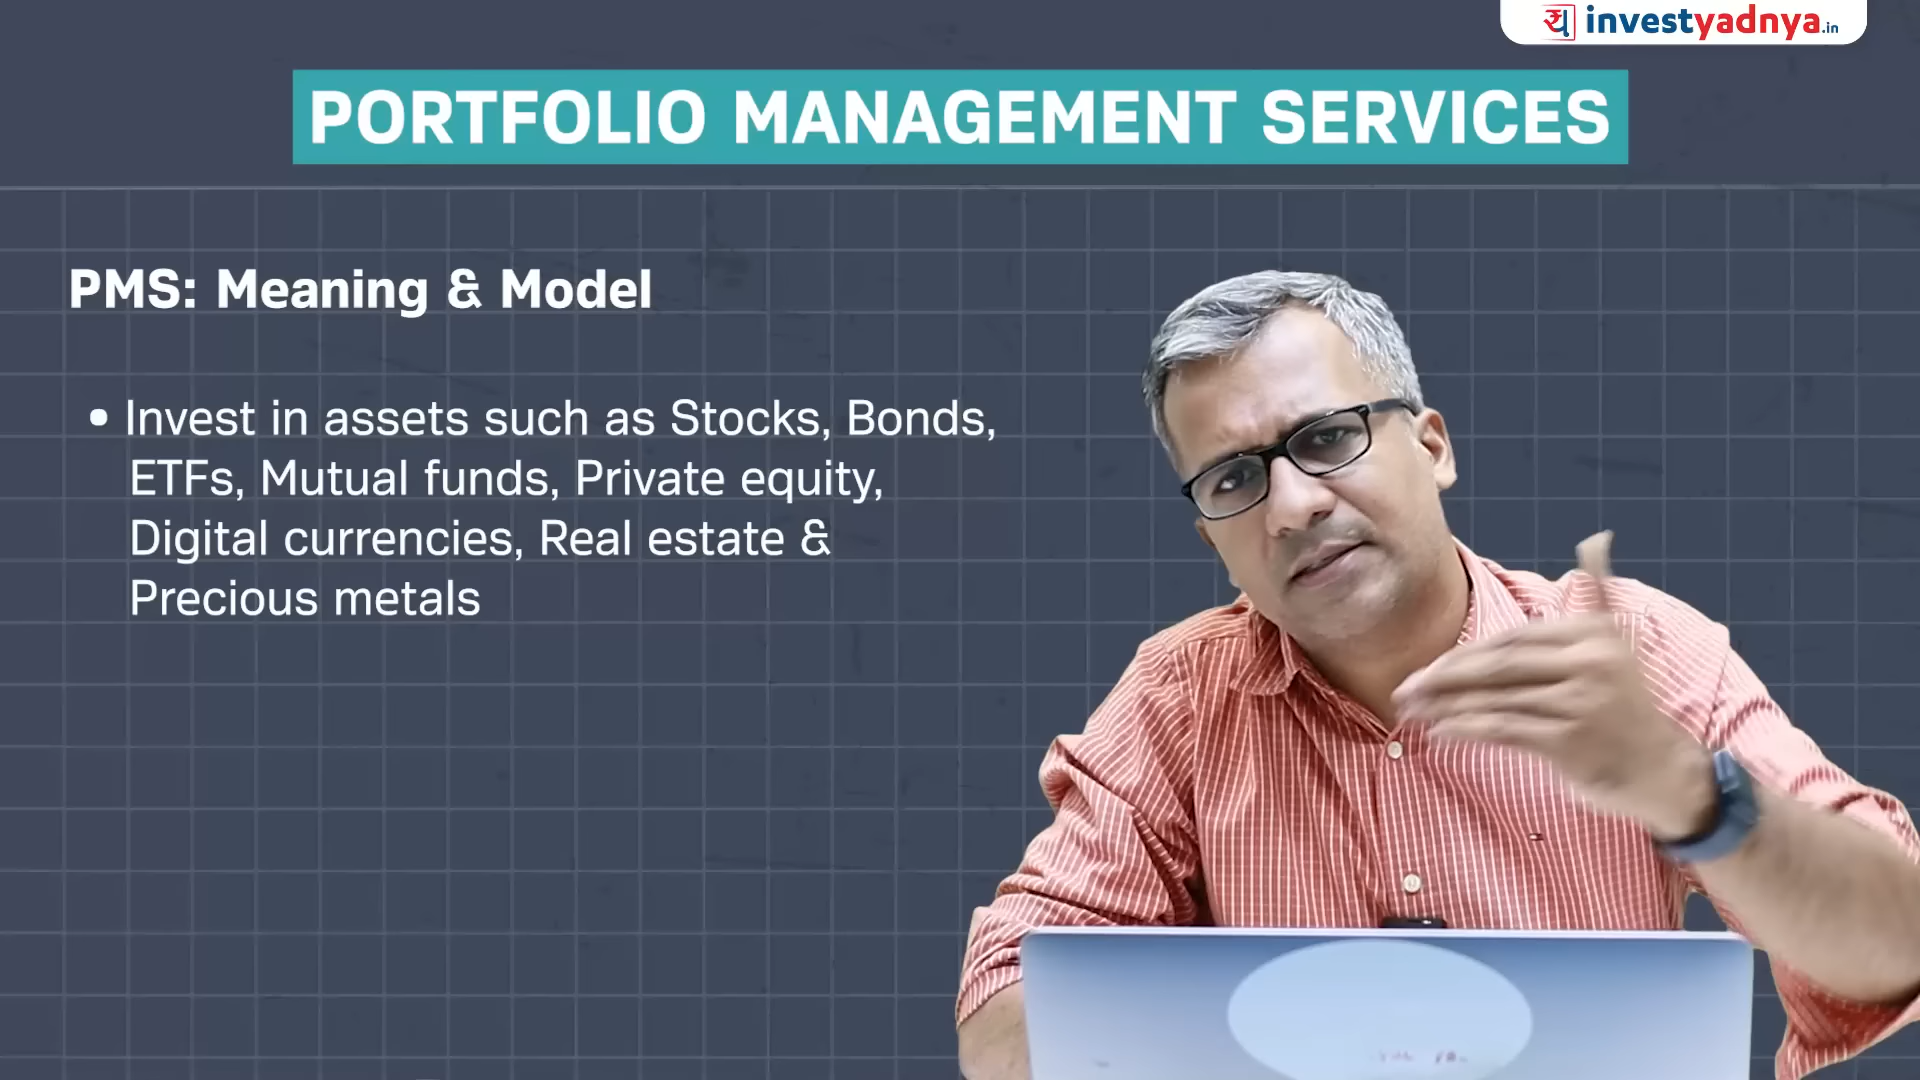 investyadnya.in
PORTFOLIO MANAGEMENT SERVICES
PMS: Meaning & Model
• Invest in assets such as Stocks, Bonds,
ETFs, Mutual funds, Private equity,
Digital currencies, Real estate &
Precious metals